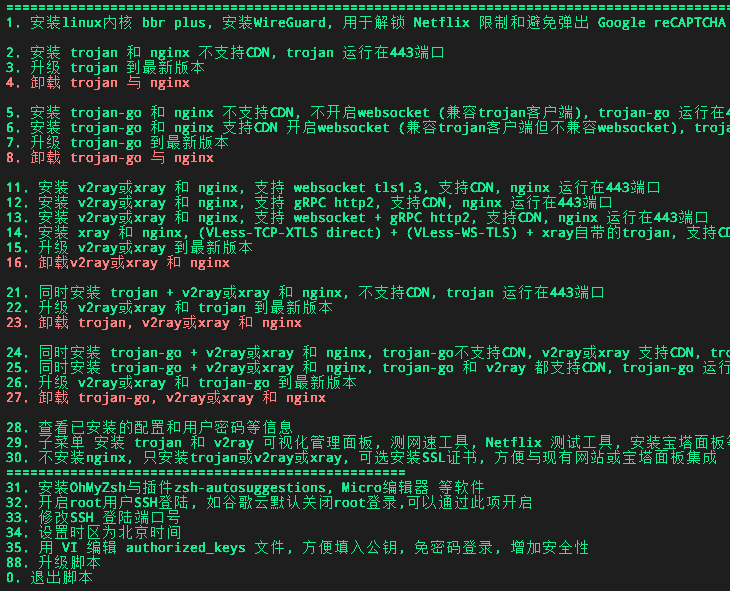 ===========================================================================================
1. 安装linux内核 bbr plus, 安装WireGuard, 用于解锁 Netflix 限制和避免弹出 Google reCAPTCHA
2. 安装 trojan 和 nginx 不支持CDN, trojan 运行在443端口
3. 升级 trojan 到最新版本
4. 卸载 trojan 与 nginx
5. 安装 trojan-go 和 nginx 不支持CDN, 不开启websocket (兼容trojan客户端), trojan-go 运行在4
6. 安装 trojan-go 和 nginx 支持CDN 开启websocket (兼容trojan客户端但不兼容websocket), troja
7. 升级 trojan-go 到最新版本
8. 卸载 trojan-go 与 nginx
11. 安装 v2ray或xray 和 nginx, 支持 websocket tls1.3, 支持CDN, nginx 运行在443端口
12. 安装 v2ray或xray 和 nginx, 支持 gRPC http2, 支持CDN, nginx 运行在443端口
13. 安装 v2ray或xray 和 nginx, 支持 websocket + gRPC http2, 支持CDN, nginx 运行在443端口
14. 安装 xray 和 nginx, (VLess-TCP-XTLS direct) + (VLess-WS-TLS) + xray自带的trojan, 支持CD
15. 升级 v2ray或xray 到最新版本
16. 卸载v2ray或xray 和 nginx
21. 同时安装 trojan + v2ray或xray 和 nginx, 不支持CDN, trojan 运行在443端口
22. 升级 v2ray或xray 和 trojan 到最新版本
23. 卸载 trojan, v2ray或xray 和 nginx
24. 同时安装 trojan-go + v2ray或xray 和 nginx, trojan-go不支持CDN, v2ray或xray 支持CDN, tro
25. 同时安装 trojan-go + v2ray或xray 和 nginx, trojan-go 和 v2ray 都支持CDN, trojan-go 运行
26. 升级 v2ray或xray 和 trojan-go 到最新版本
27. 卸载 trojan-go, v2ray或xray 和 nginx
28. 查看已安装的配置和用户密码等信息
29. 子菜单 安装 trojan 和 v2ray 可视化管理面板, 测网速工具, Netflix 测试工具, 安装宝塔面板等
30. 不安装nginx, 只安装trojan或v2ray或xray, 可选安装SSL证书, 方便与现有网站或宝塔面板集成
==================================================
31. 安装OhMyZsh与插件zsh-autosuggestions, Micro编辑器 等软件
32. 开启root用户SSH登陆, 如谷歌云默认关闭root登录,可以通过此项开启
33. 修改SSH 登陆端口号
34. 设置时区为北京时间
35. 用 VI 编辑 authorized_keys 文件, 方便填入公钥, 免密码登录, 增加安全性
88. 升级脚本
0. 退出脚本